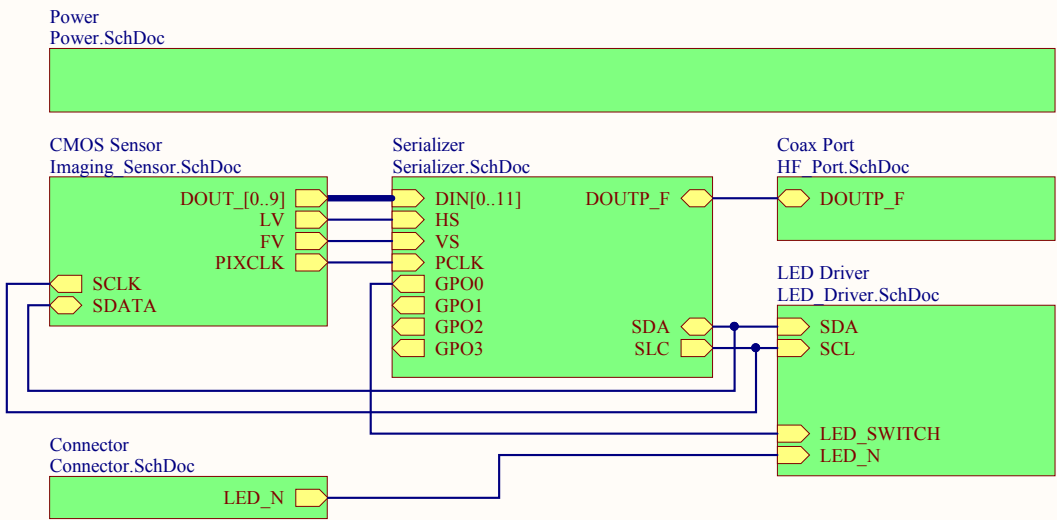 Power
Power.SchDoc
CMOS Sensor
Imaging_Sensor.SchDoc
DOUT_[0..9]
LV
FV
PIXCLK
SCLK
SDATA
Serializer
Serializer.SchDoc
DIN[0..11]
HS
VS
PCLK
GPO0
GPO1
GPO2
GPO3
DOUTP_F
SDA
SLC
Coax Port
HF_Port.SchDoc
DOUTP_F
LED Driver
LED_Driver.SchDoc
SDA
SCL
LED_SWITCH
LED_N
Connector
Connector.SchDoc
LED_N